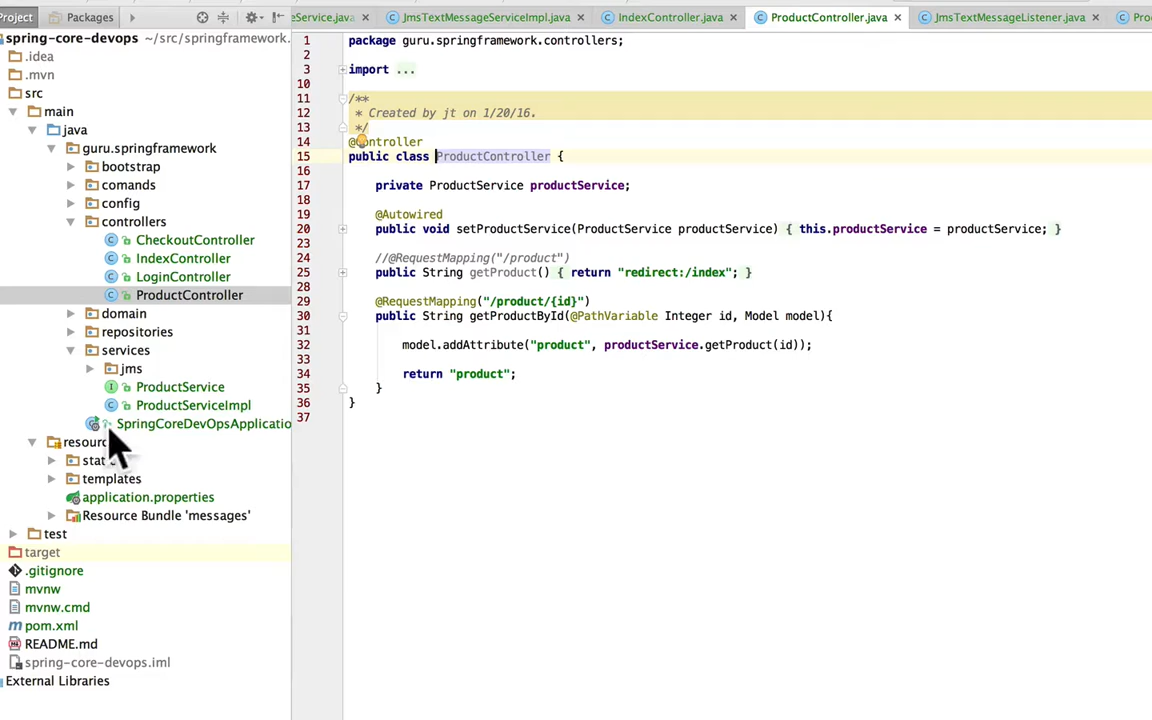 Project Packages
spring-core-devops ~/src/springframework.
.idea
.mvn
src
main
java
guru.springframework
bootstrap
comands
config
controllers
CheckoutController
IndexController
LoginController
ProductController
domain
repositories
services
jms
ProductService
ProductServiceImpl
SpringCoreDevOpsApplicatio
resour
stat
templates
application.properties
Resource Bundle 'messages'
test
target
.gitignore
mvnw
mvnw.cmd
pom.xml
README.md
spring-core-devops.iml
External Libraries
eService.java JmsTextMessageServiceImpl.java IndexController.java ProductController.java JmsTextMessageListener.java Pro
1 package guru.springframework.controllers;
2
3 import ...
10
11 /**
12 * Created by jt on 1/20/16.
13 */
14 @Controller
15 public class ProductController {
16
17 private ProductService productService;
18
19 @Autowired
20 public void setProductService(ProductService productService) { this.productService = productService; }
23
24 //@RequestMapping("/product")
25 public String getProduct() { return "redirect:/index"; }
28
29 @RequestMapping("/product/{id}")
30 public String getProductById(@PathVariable Integer id, Model model){
31
32 model.addAttribute("product", productService.getProduct(id));
33
34 return "product";
35 }
36 }
37